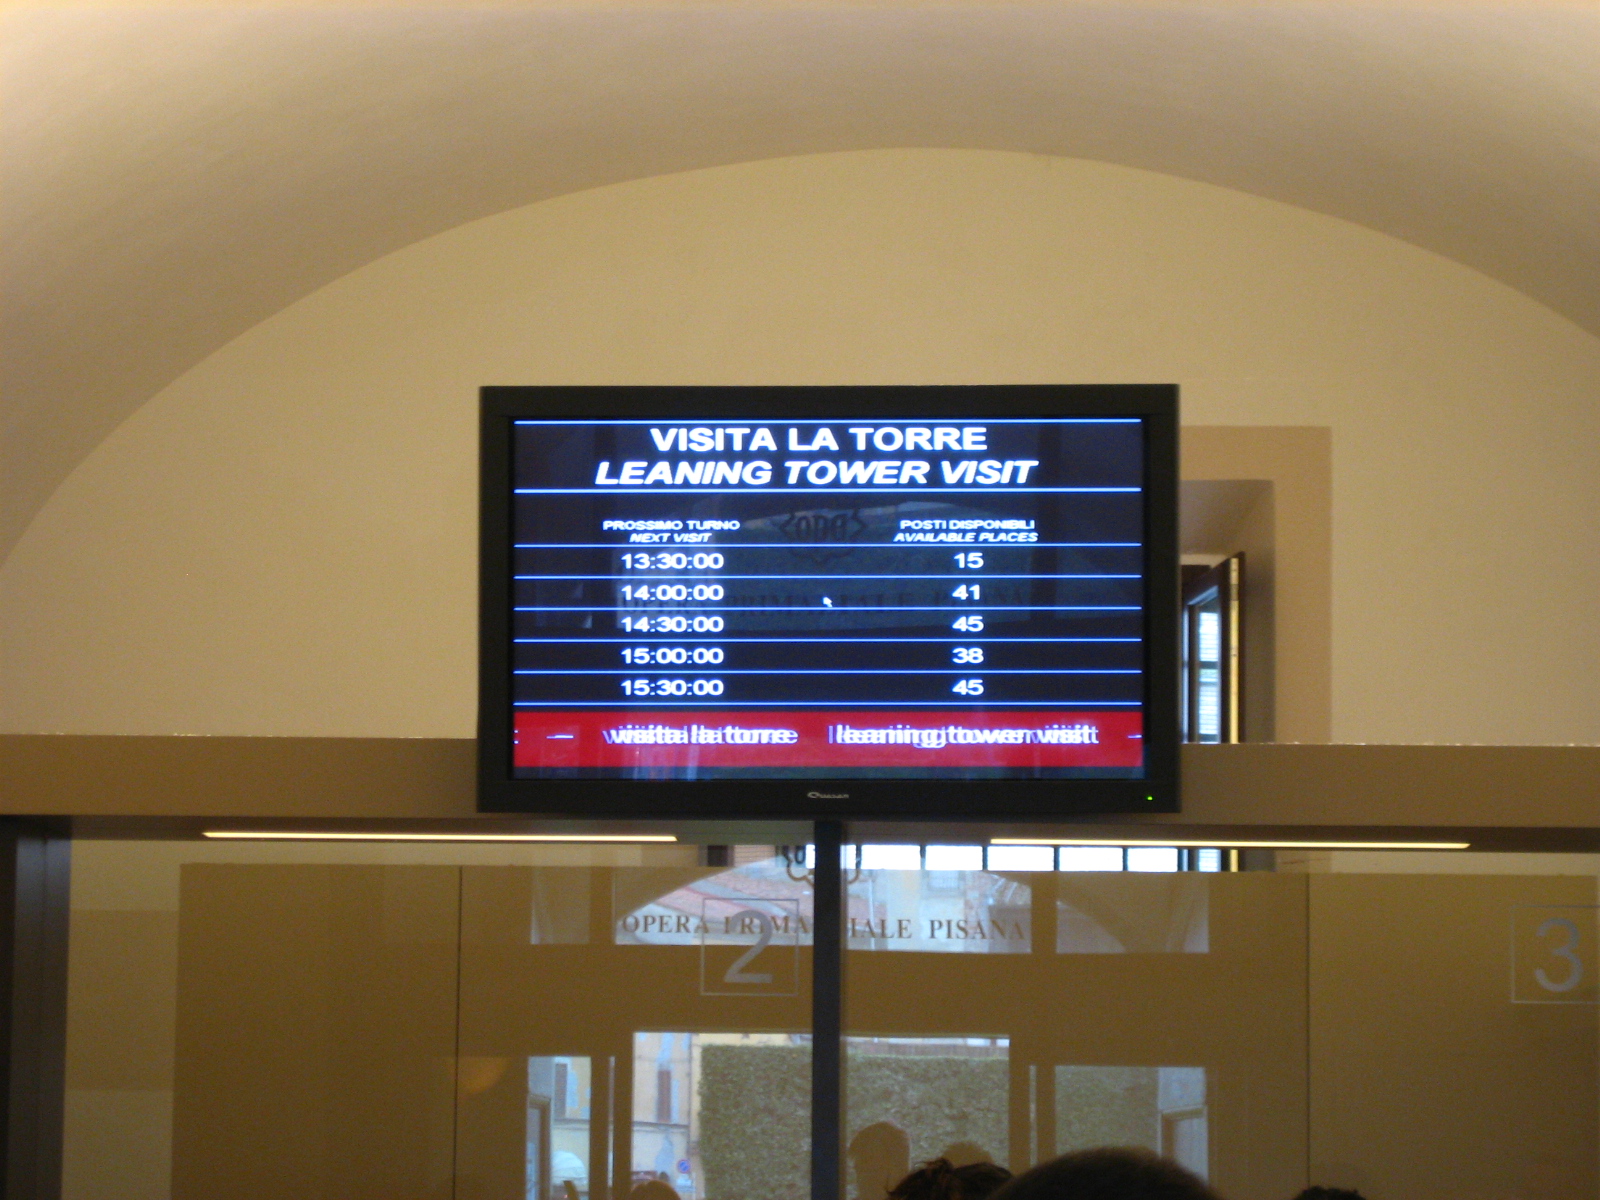 VISITA LA TORRE
LEANING TOWER VISIT
PROSSIMO TURNO POSTI DISPONIBILI
NEXT VISIT AVAILABLE PLACES
13:30:00 15
14:00:00 41
14:30:00 45
15:00:00 38
15:30:00 45
visita la torre leaning tower visit
OPERA PRIMAZIALE PISANA
2
3